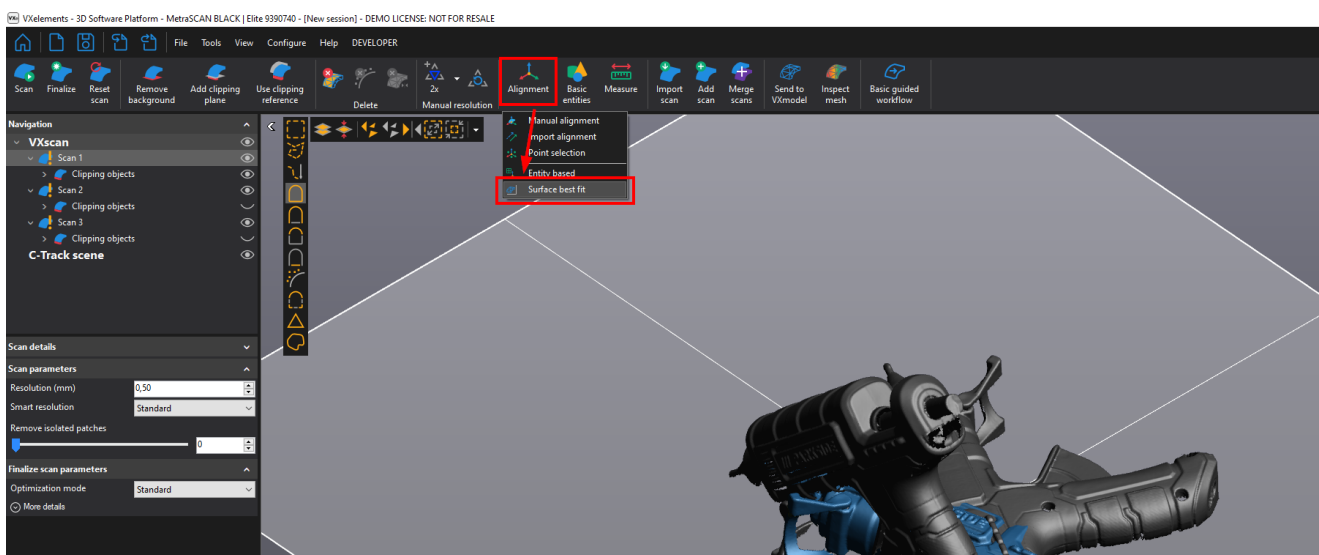 VXelements - 3D Software Platform - MetraSCAN BLACK | Elite 9390740 - [New session] - DEMO LICENSE: NOT FOR RESALE
File Tools View Configure Help DEVELOPER
Scan Finalize Reset scan Remove background Add clipping plane Use clipping reference Delete 2x Manual resolution Alignment Basic entities Measure Import scan Add scan Merge scans Send to VXmodel Inspect mesh Basic guided workflow
Navigation
VXscan
Scan 1
Clipping objects
Scan 2
Clipping objects
Scan 3
Clipping objects
C-Track scene
Manual alignment
Import alignment
Point selection
Entity based
Surface best fit
Scan details
Scan parameters
Resolution (mm) 0,50
Smart resolution Standard
Remove isolated patches
0
Finalize scan parameters
Optimization mode Standard
More details